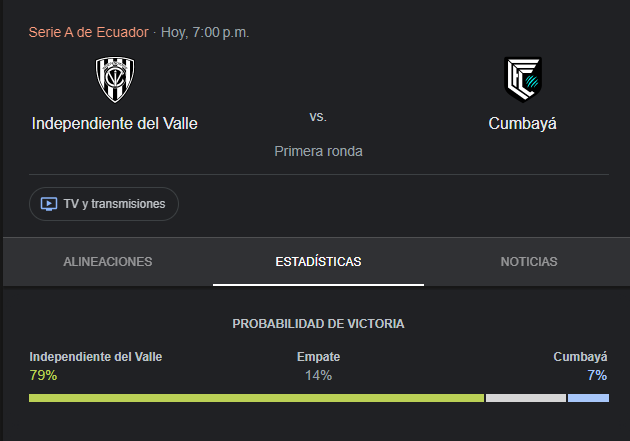 Serie A de Ecuador · Hoy, 7:00 p.m.
Independiente del Valle
vs.
Cumbayá
Primera ronda
TV y transmisiones
ALINEACIONES ESTADÍSTICAS NOTICIAS
PROBABILIDAD DE VICTORIA
Independiente del Valle Empate Cumbayá
79% 14% 7%